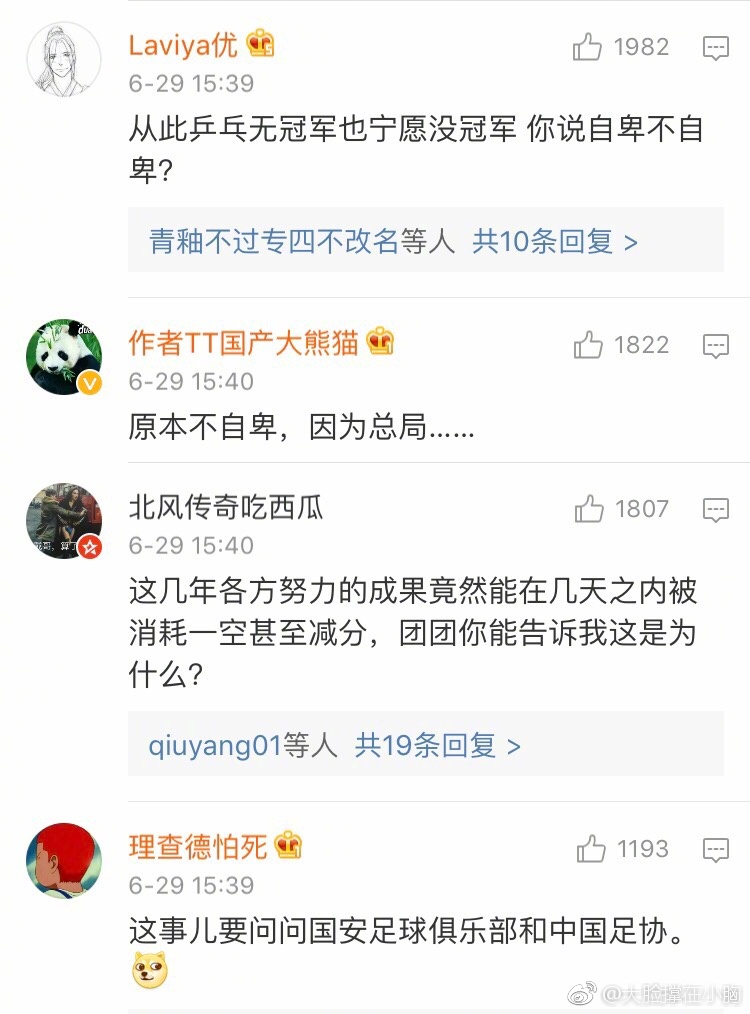 Laviya优
1982
6-29 15:39
从此乒乓无冠军也宁愿没冠军 你说自卑不自
卑？
青釉不过专四不改名等人 共10条回复 >
作者TT国产大熊猫
1822
6-29 15:40
原本不自卑，因为总局……
北风传奇吃西瓜
1807
6-29 15:40
这几年各方努力的成果竟然能在几天之内被
消耗一空甚至减分，团团你能告诉我这是为
什么？
qiuyang01等人 共19条回复 >
理查德怕死
1193
6-29 15:39
这事儿要问问国安足球俱乐部和中国足协。
@大脸撑在小胸